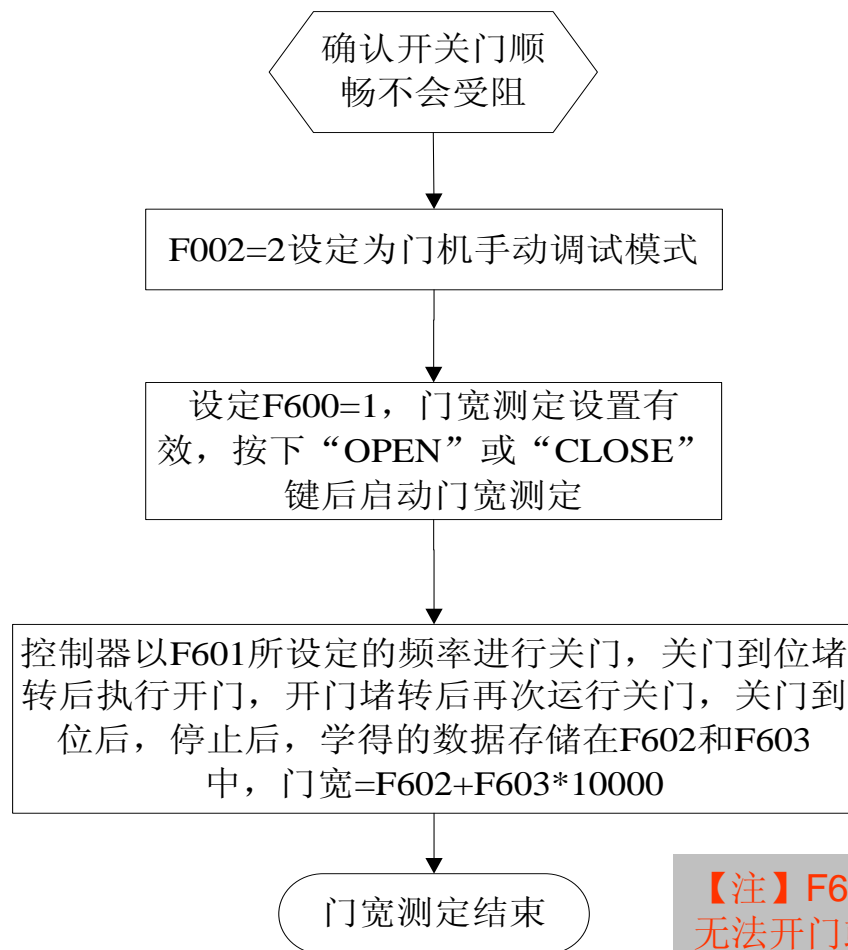 确认开关门顺
畅不会受阻
F002=2设定为门机手动调试模式
设定F600=1，门宽测定设置有
效，按下“OPEN”或“CLOSE”
键后启动门宽测定
控制器以F601所设定的频率进行关门，关门到位堵
转后执行开门，开门堵转后再次运行关门，关门到
位后，停止后，学得的数据存储在F602和F603
中，门宽=F602+F603*10000
门宽测定结束
【注】F6
无法开门